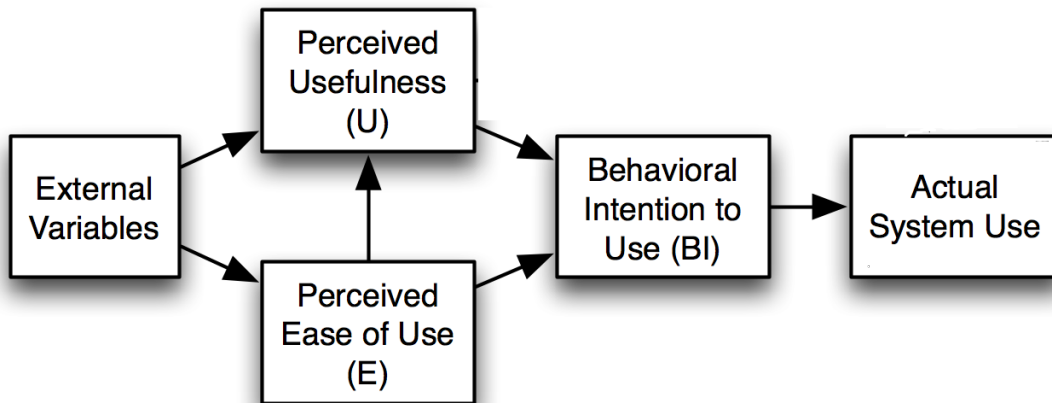 Perceived
Usefulness
(U)
External
Variables
Perceived
Ease of Use
(E)
Behavioral
Intention to
Use (BI)
Actual
System Use